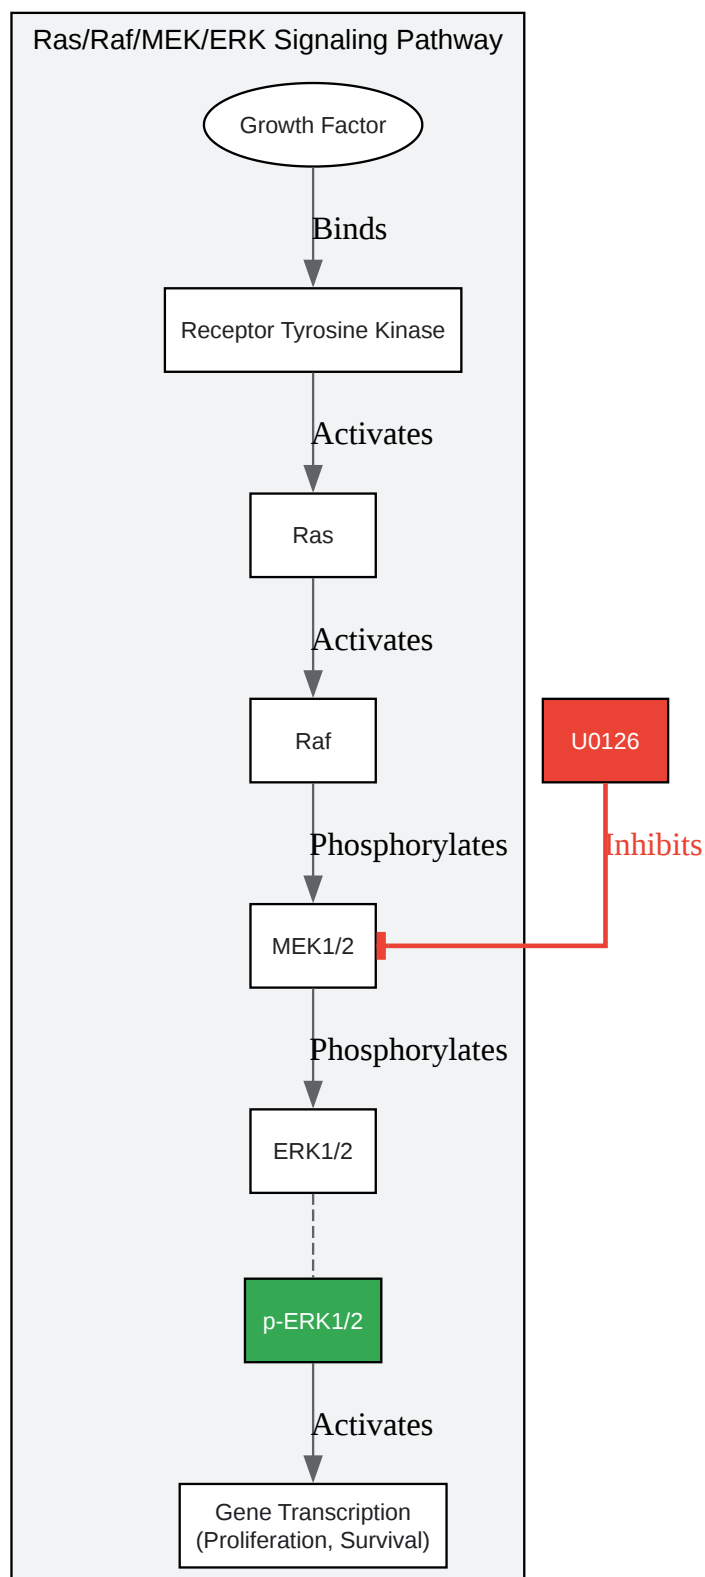 Ras/Raf/MEK/ERK Signaling Pathway
Growth Factor
Binds
Receptor Tyrosine Kinase
Activates
Ras
Activates
Raf
U0126
Phosphorylates
Inhibits
MEK1/2
Phosphorylates
ERK1/2
p-ERK1/2
Activates
Gene Transcription
(Proliferation, Survival)